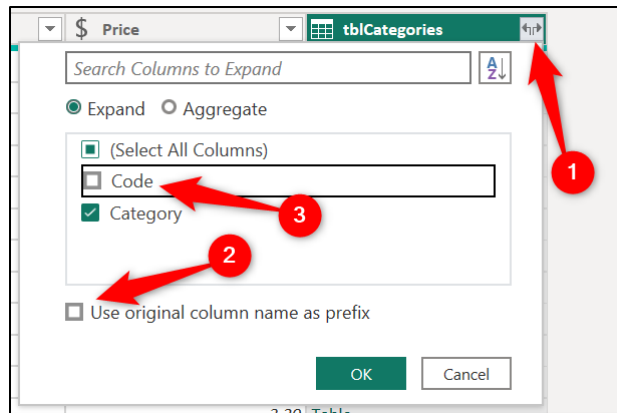 $ Price tblCategories
1
Search Columns to Expand
A
Z
Expand Aggregate
(Select All Columns)
Code
3
Category
2
Use original column name as prefix
OK Cancel